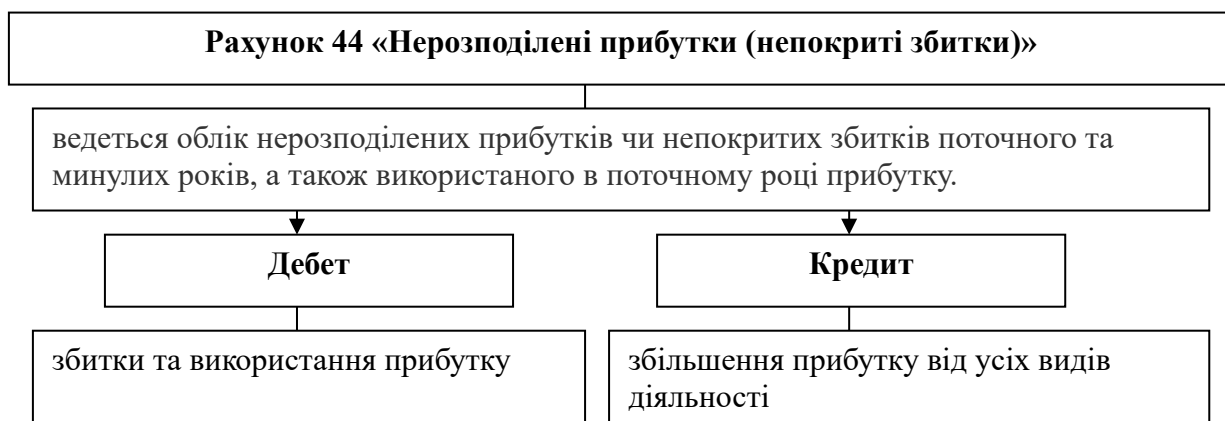 Рахунок 44 «Нерозподілені прибутки (непокриті збитки)»
ведеться облік нерозподілених прибутків чи непокритих збитків поточного та
минулих років, а також використаного в поточному році прибутку.
Дебет
Кредит
збитки та використання прибутку
збільшення прибутку від усіх видів
діяльності